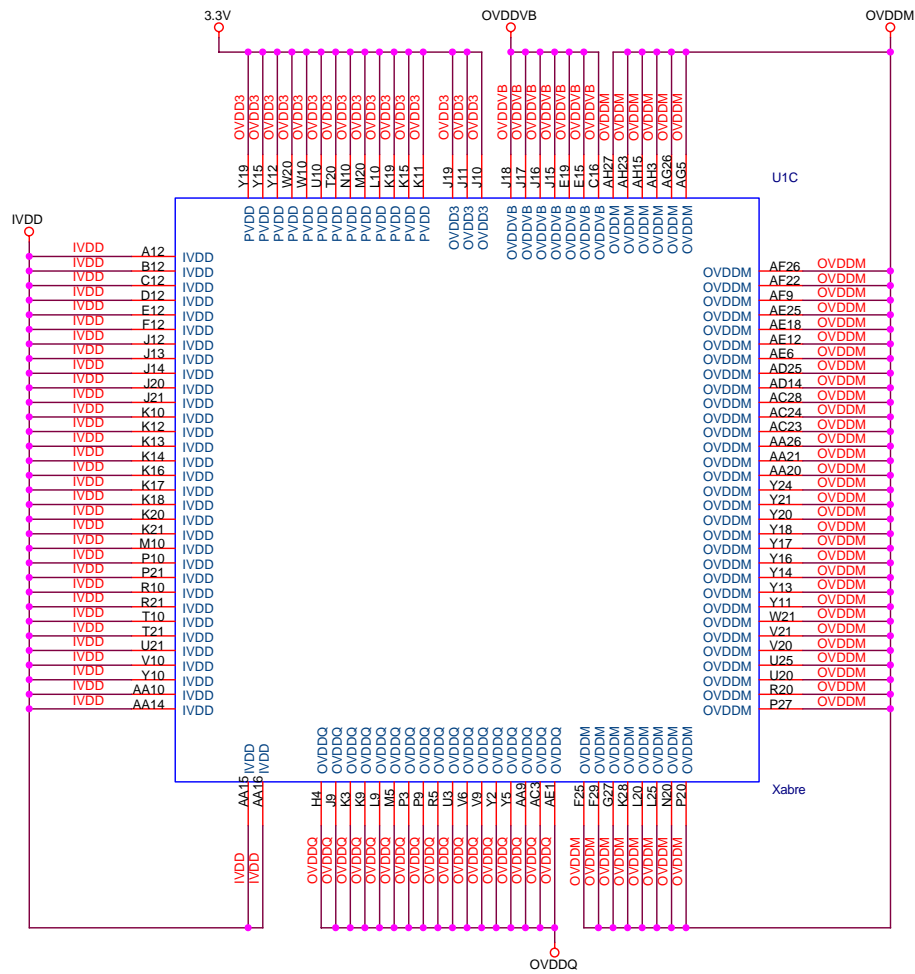 3.3V OVDDVB OVDDM
OVDD3 OVDD3 OVDD3 OVDD3 OVDD3 OVDD3 OVDD3 OVDD3 OVDD3 OVDD3 OVDD3 OVDD3 OVDD3 OVDD3 OVDD3 OVDD3 OVDDVB OVDDVB OVDDVB OVDDVB OVDDVB OVDDVB OVDDVB OVDDM OVDDM OVDDM OVDDM OVDDM OVDDM
Y19 Y15 Y12 W20 W10 U10 T20 N10 M20 L10 K19 K15 K11 J19 J11 J10 J18 J17 J16 J15 E19 E15 C16 AH27 AH23 AH15 AH3 AG26 AG5
U1C
PVDD PVDD PVDD PVDD PVDD PVDD PVDD PVDD PVDD PVDD PVDD PVDD PVDD OVDD3 OVDD3 OVDD3 OVDDVB OVDDVB OVDDVB OVDDVB OVDDVB OVDDVB OVDDVB OVDDM OVDDM OVDDM OVDDM OVDDM OVDDM
IVDD
IVDD A12 IVDD
IVDD B12 IVDD OVDDM AF26 OVDDM
IVDD C12 IVDD OVDDM AF22 OVDDM
IVDD D12 IVDD OVDDM AF9 OVDDM
IVDD E12 IVDD OVDDM AE25 OVDDM
IVDD F12 IVDD OVDDM AE18 OVDDM
IVDD J12 IVDD OVDDM AE12 OVDDM
IVDD J13 IVDD OVDDM AE6 OVDDM
IVDD J14 IVDD OVDDM AD25 OVDDM
IVDD J20 IVDD OVDDM AD14 OVDDM
IVDD J21 IVDD OVDDM AC28 OVDDM
IVDD K10 IVDD OVDDM AC24 OVDDM
IVDD K12 IVDD OVDDM AC23 OVDDM
IVDD K13 IVDD OVDDM AA26 OVDDM
IVDD K14 IVDD OVDDM AA21 OVDDM
IVDD K16 IVDD OVDDM AA20 OVDDM
IVDD K17 IVDD OVDDM Y24 OVDDM
IVDD K18 IVDD OVDDM Y21 OVDDM
IVDD K20 IVDD OVDDM Y20 OVDDM
IVDD K21 IVDD OVDDM Y18 OVDDM
IVDD M10 IVDD OVDDM Y17 OVDDM
IVDD P10 IVDD OVDDM Y16 OVDDM
IVDD P21 IVDD OVDDM Y14 OVDDM
IVDD R10 IVDD OVDDM Y13 OVDDM
IVDD R21 IVDD OVDDM Y11 OVDDM
IVDD T10 IVDD OVDDM W21 OVDDM
IVDD T21 IVDD OVDDM V21 OVDDM
IVDD U21 IVDD OVDDM V20 OVDDM
IVDD V10 IVDD OVDDM U25 OVDDM
IVDD Y10 IVDD OVDDM U20 OVDDM
IVDD AA10 IVDD OVDDM R20 OVDDM
IVDD AA14 IVDD OVDDM P27 OVDDM
IVDD IVDD OVDDQ OVDDQ OVDDQ OVDDQ OVDDQ OVDDQ OVDDQ OVDDQ OVDDQ OVDDQ OVDDQ OVDDQ OVDDQ OVDDQ OVDDQ OVDDQ OVDDQ OVDDM OVDDM OVDDM OVDDM OVDDM OVDDM OVDDM OVDDM
AA15 AA16 H4 J9 K3 K9 L9 M5 P3 P9 R5 U3 V6 V9 Y2 Y5 AA9 AC3 AE1 F25 F29 G27 K28 L20 L25 N20 P20
Xabre
IVDD IVDD OVDDQ OVDDQ OVDDQ OVDDQ OVDDQ OVDDQ OVDDQ OVDDQ OVDDQ OVDDQ OVDDQ OVDDQ OVDDQ OVDDQ OVDDQ OVDDQ OVDDQ OVDDM OVDDM OVDDM OVDDM OVDDM OVDDM OVDDM OVDDM
OVDDQ